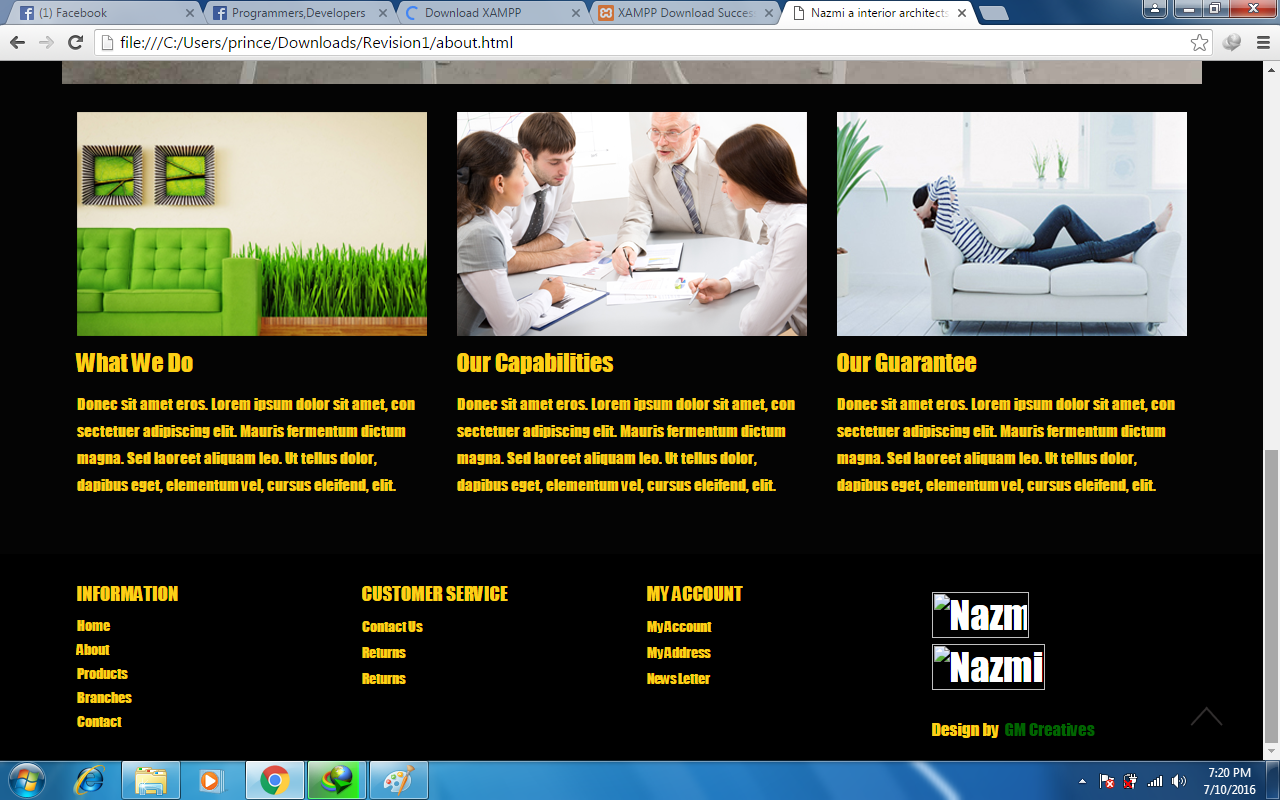 (1) Facebook
Programmers,Developers
Download XAMPP
XAMPP Download Succes
Nazmi a interior architects
file:///C:/Users/prince/Downloads/Revision1/about.html
What We Do
Our Capabilities
Our Guarantee
Donec sit amet eros. Lorem ipsum dolor sit amet, con
sectetuer adipiscing elit. Mauris fermentum dictum
magna. Sed laoreet aliquam leo. Ut tellus dolor,
dapibus eget, elementum vel, cursus eleifend, elit.
Donec sit amet eros. Lorem ipsum dolor sit amet, con
sectetuer adipiscing elit. Mauris fermentum dictum
magna. Sed laoreet aliquam leo. Ut tellus dolor,
dapibus eget, elementum vel, cursus eleifend, elit.
Donec sit amet eros. Lorem ipsum dolor sit amet, con
sectetuer adipiscing elit. Mauris fermentum dictum
magna. Sed laoreet aliquam leo. Ut tellus dolor,
dapibus eget, elementum vel, cursus eleifend, elit.
INFORMATION
Home
About
Products
Branches
Contact
CUSTOMER SERVICE
Contact Us
Returns
Returns
MY ACCOUNT
My Account
My Address
News Letter
Nazm
Nazmi
Design by GM Creatives
7:20 PM
7/10/2016